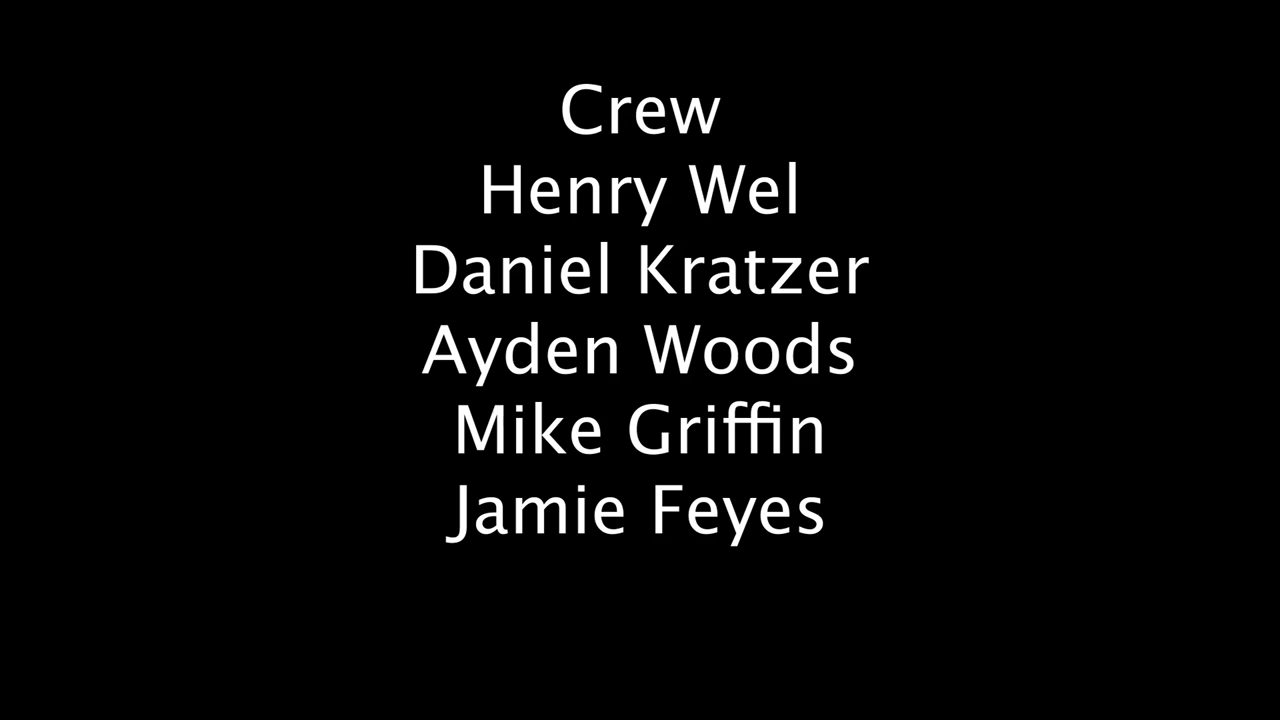 Crew
Henry Wel
Daniel Kratzer
Ayden Woods
Mike Griffin
Jamie Feyes